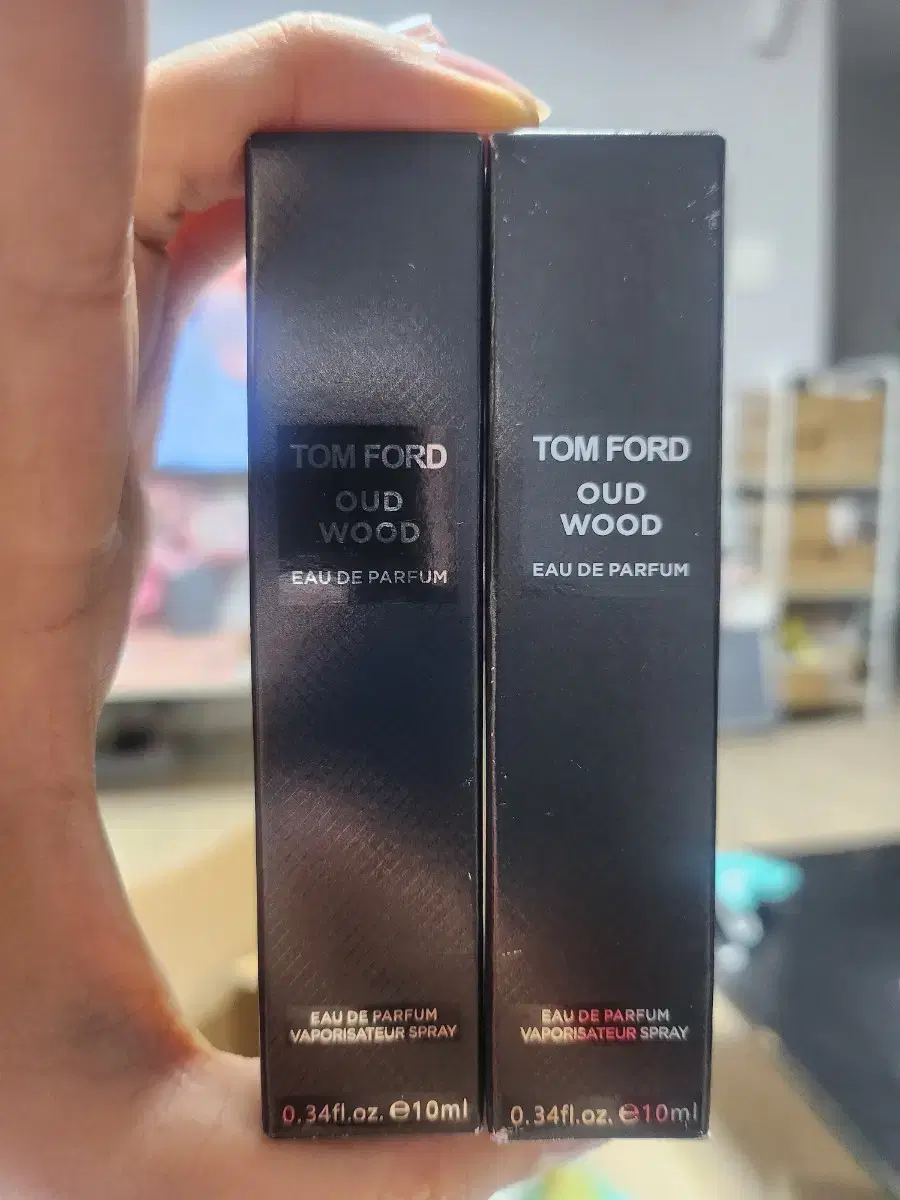 TOM FORD
OUD
WOOD
EAU DE PARFUM
EAU DE PARFUM
VAPORISATEUR SPRAY
0.34fl.oz. ℮10ml
TOM FORD
OUD
WOOD
EAU DE PARFUM
EAU DE PARFUM
VAPORISATEUR SPRAY
0.34fl.oz. ℮10ml